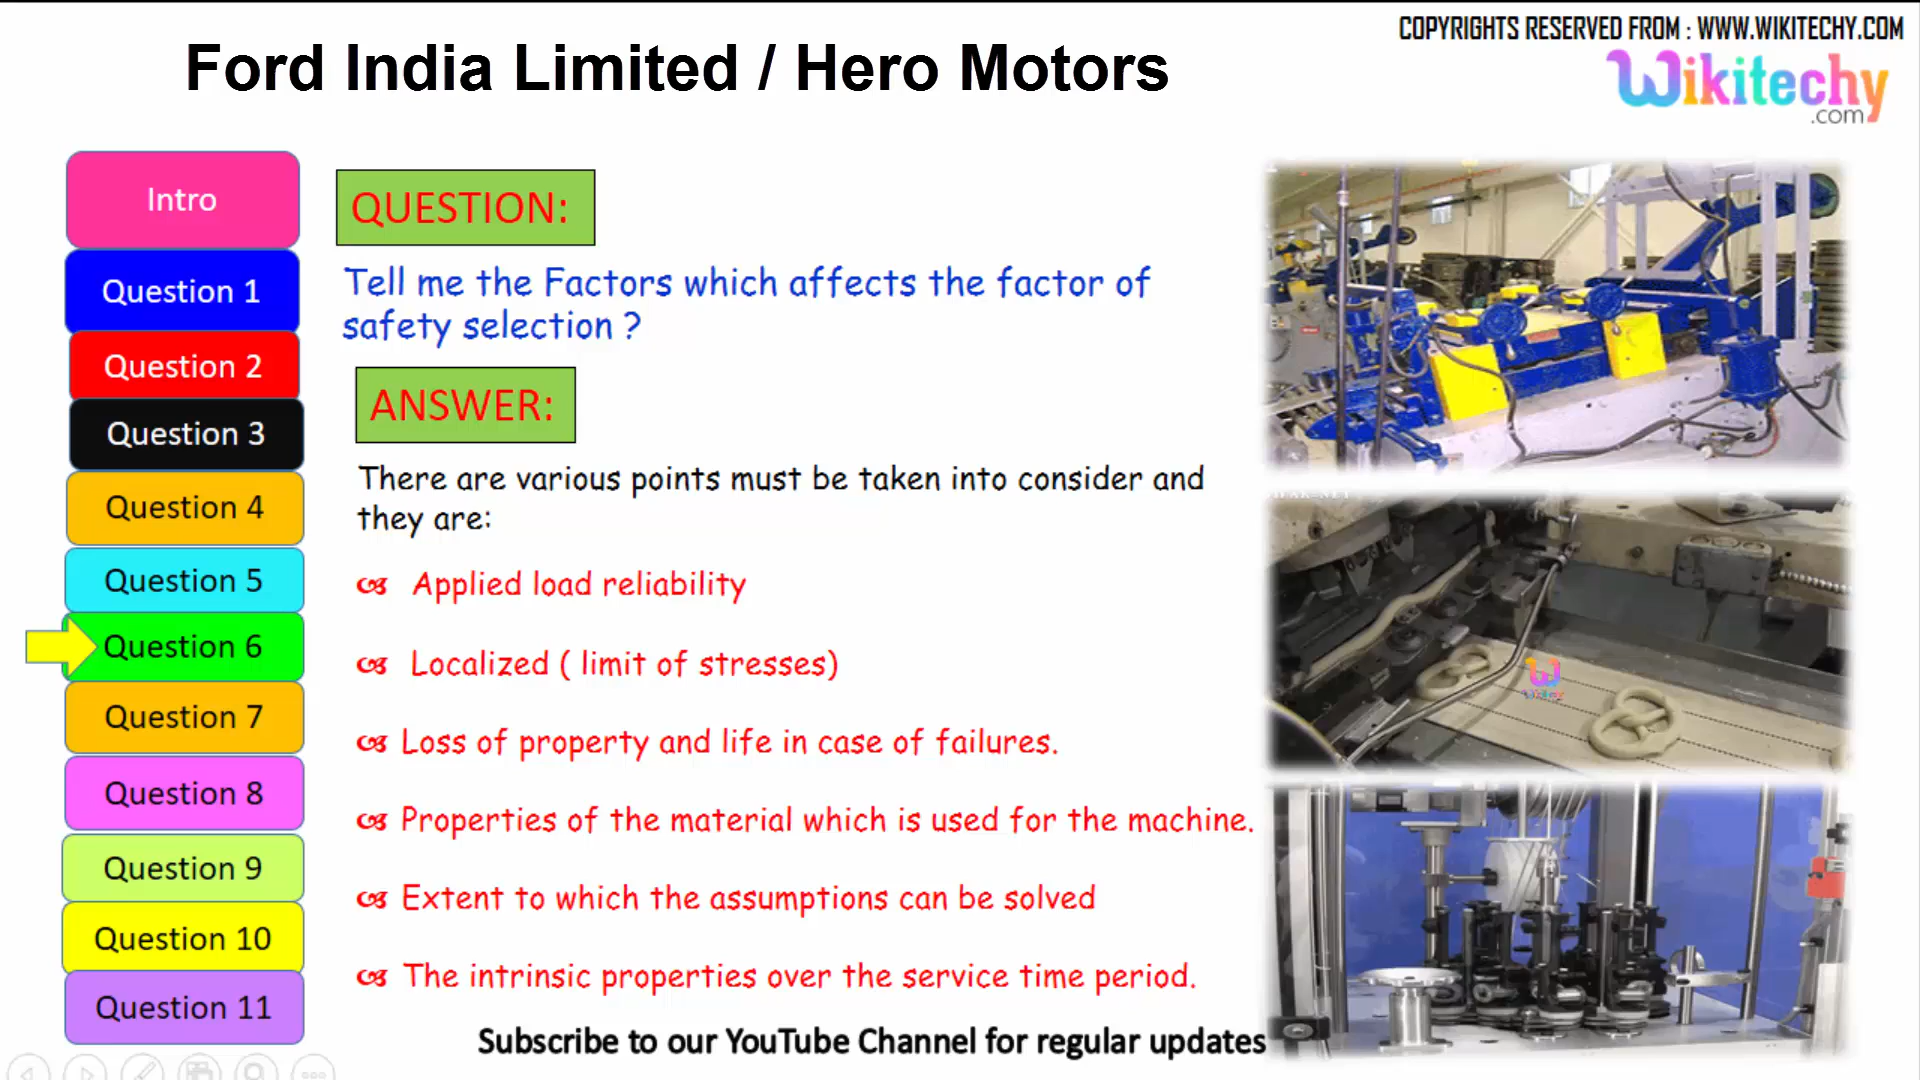 COPYRIGHTS RESERVED FROM : WWW.WIKITECHY.COM
Ford India Limited / Hero Motors
Wikitechy
.com
Intro
Question 1
Question 2
Question 3
Question 4
Question 5
Question 6
Question 7
Question 8
Question 9
Question 10
Question 11
QUESTION:
Tell me the Factors which affects the factor of
safety selection ?
ANSWER:
There are various points must be taken into consider and
they are:
Applied load reliability
Localized ( limit of stresses)
Loss of property and life in case of failures.
Properties of the material which is used for the machine.
Extent to which the assumptions can be solved
The intrinsic properties over the service time period.
Subscribe to our YouTube Channel for regular updates